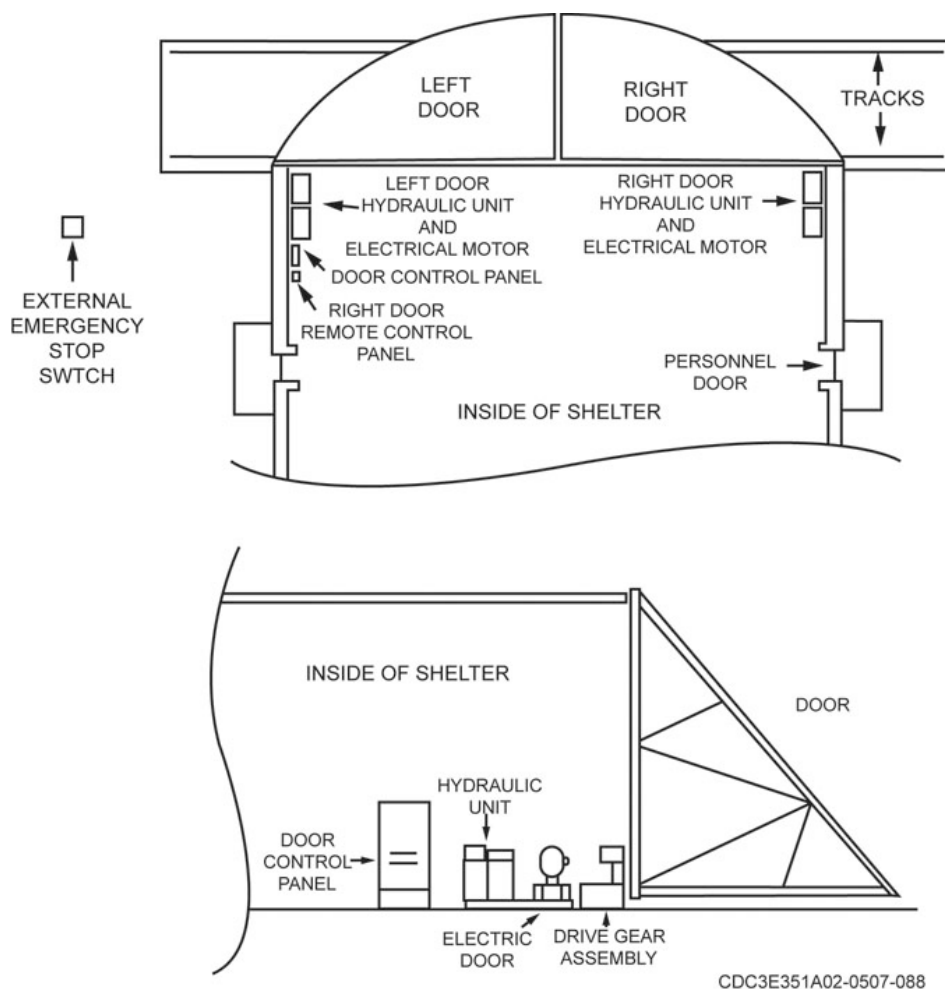 LEFT
DOOR
RIGHT
DOOR
TRACKS
LEFT DOOR
HYDRAULIC UNIT
AND
ELECTRICAL MOTOR
RIGHT DOOR
HYDRAULIC UNIT
AND
ELECTRICAL MOTOR
DOOR CONTROL PANEL
RIGHT DOOR
REMOTE CONTROL
PANEL
EXTERNAL
EMERGENCY
STOP
SWTCH
PERSONNEL
DOOR
INSIDE OF SHELTER
INSIDE OF SHELTER
DOOR
HYDRAULIC
UNIT
DOOR
CONTROL
PANEL
ELECTRIC
DOOR
DRIVE GEAR
ASSEMBLY
CDC3E351A02-0507-088